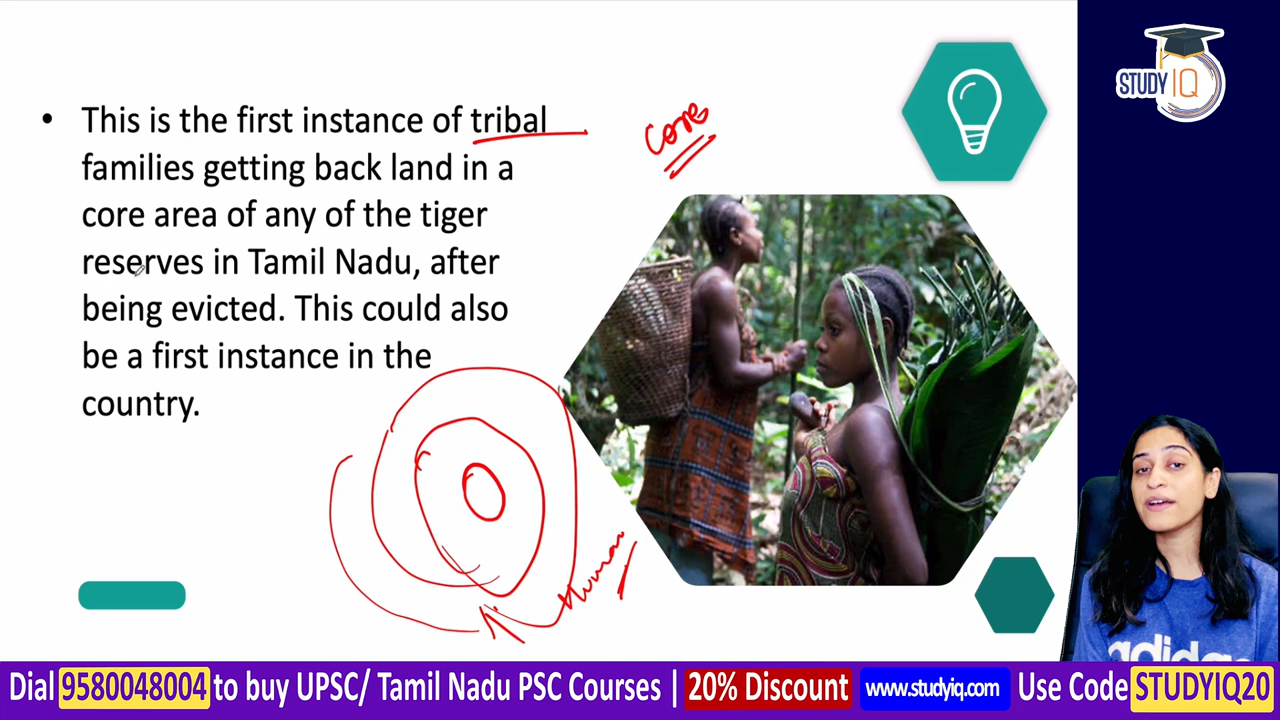 STUDY IQ
• This is the first instance of tribal
families getting back land in a
core area of any of the tiger
reserves in Tamil Nadu, after
being evicted. This could also
be a first instance in the
country.
Core
Human
adidas
Dial 9580048004 to buy UPSC/ Tamil Nadu PSC Courses | 20% Discount www.studyiq.com Use Code STUDYIQ20